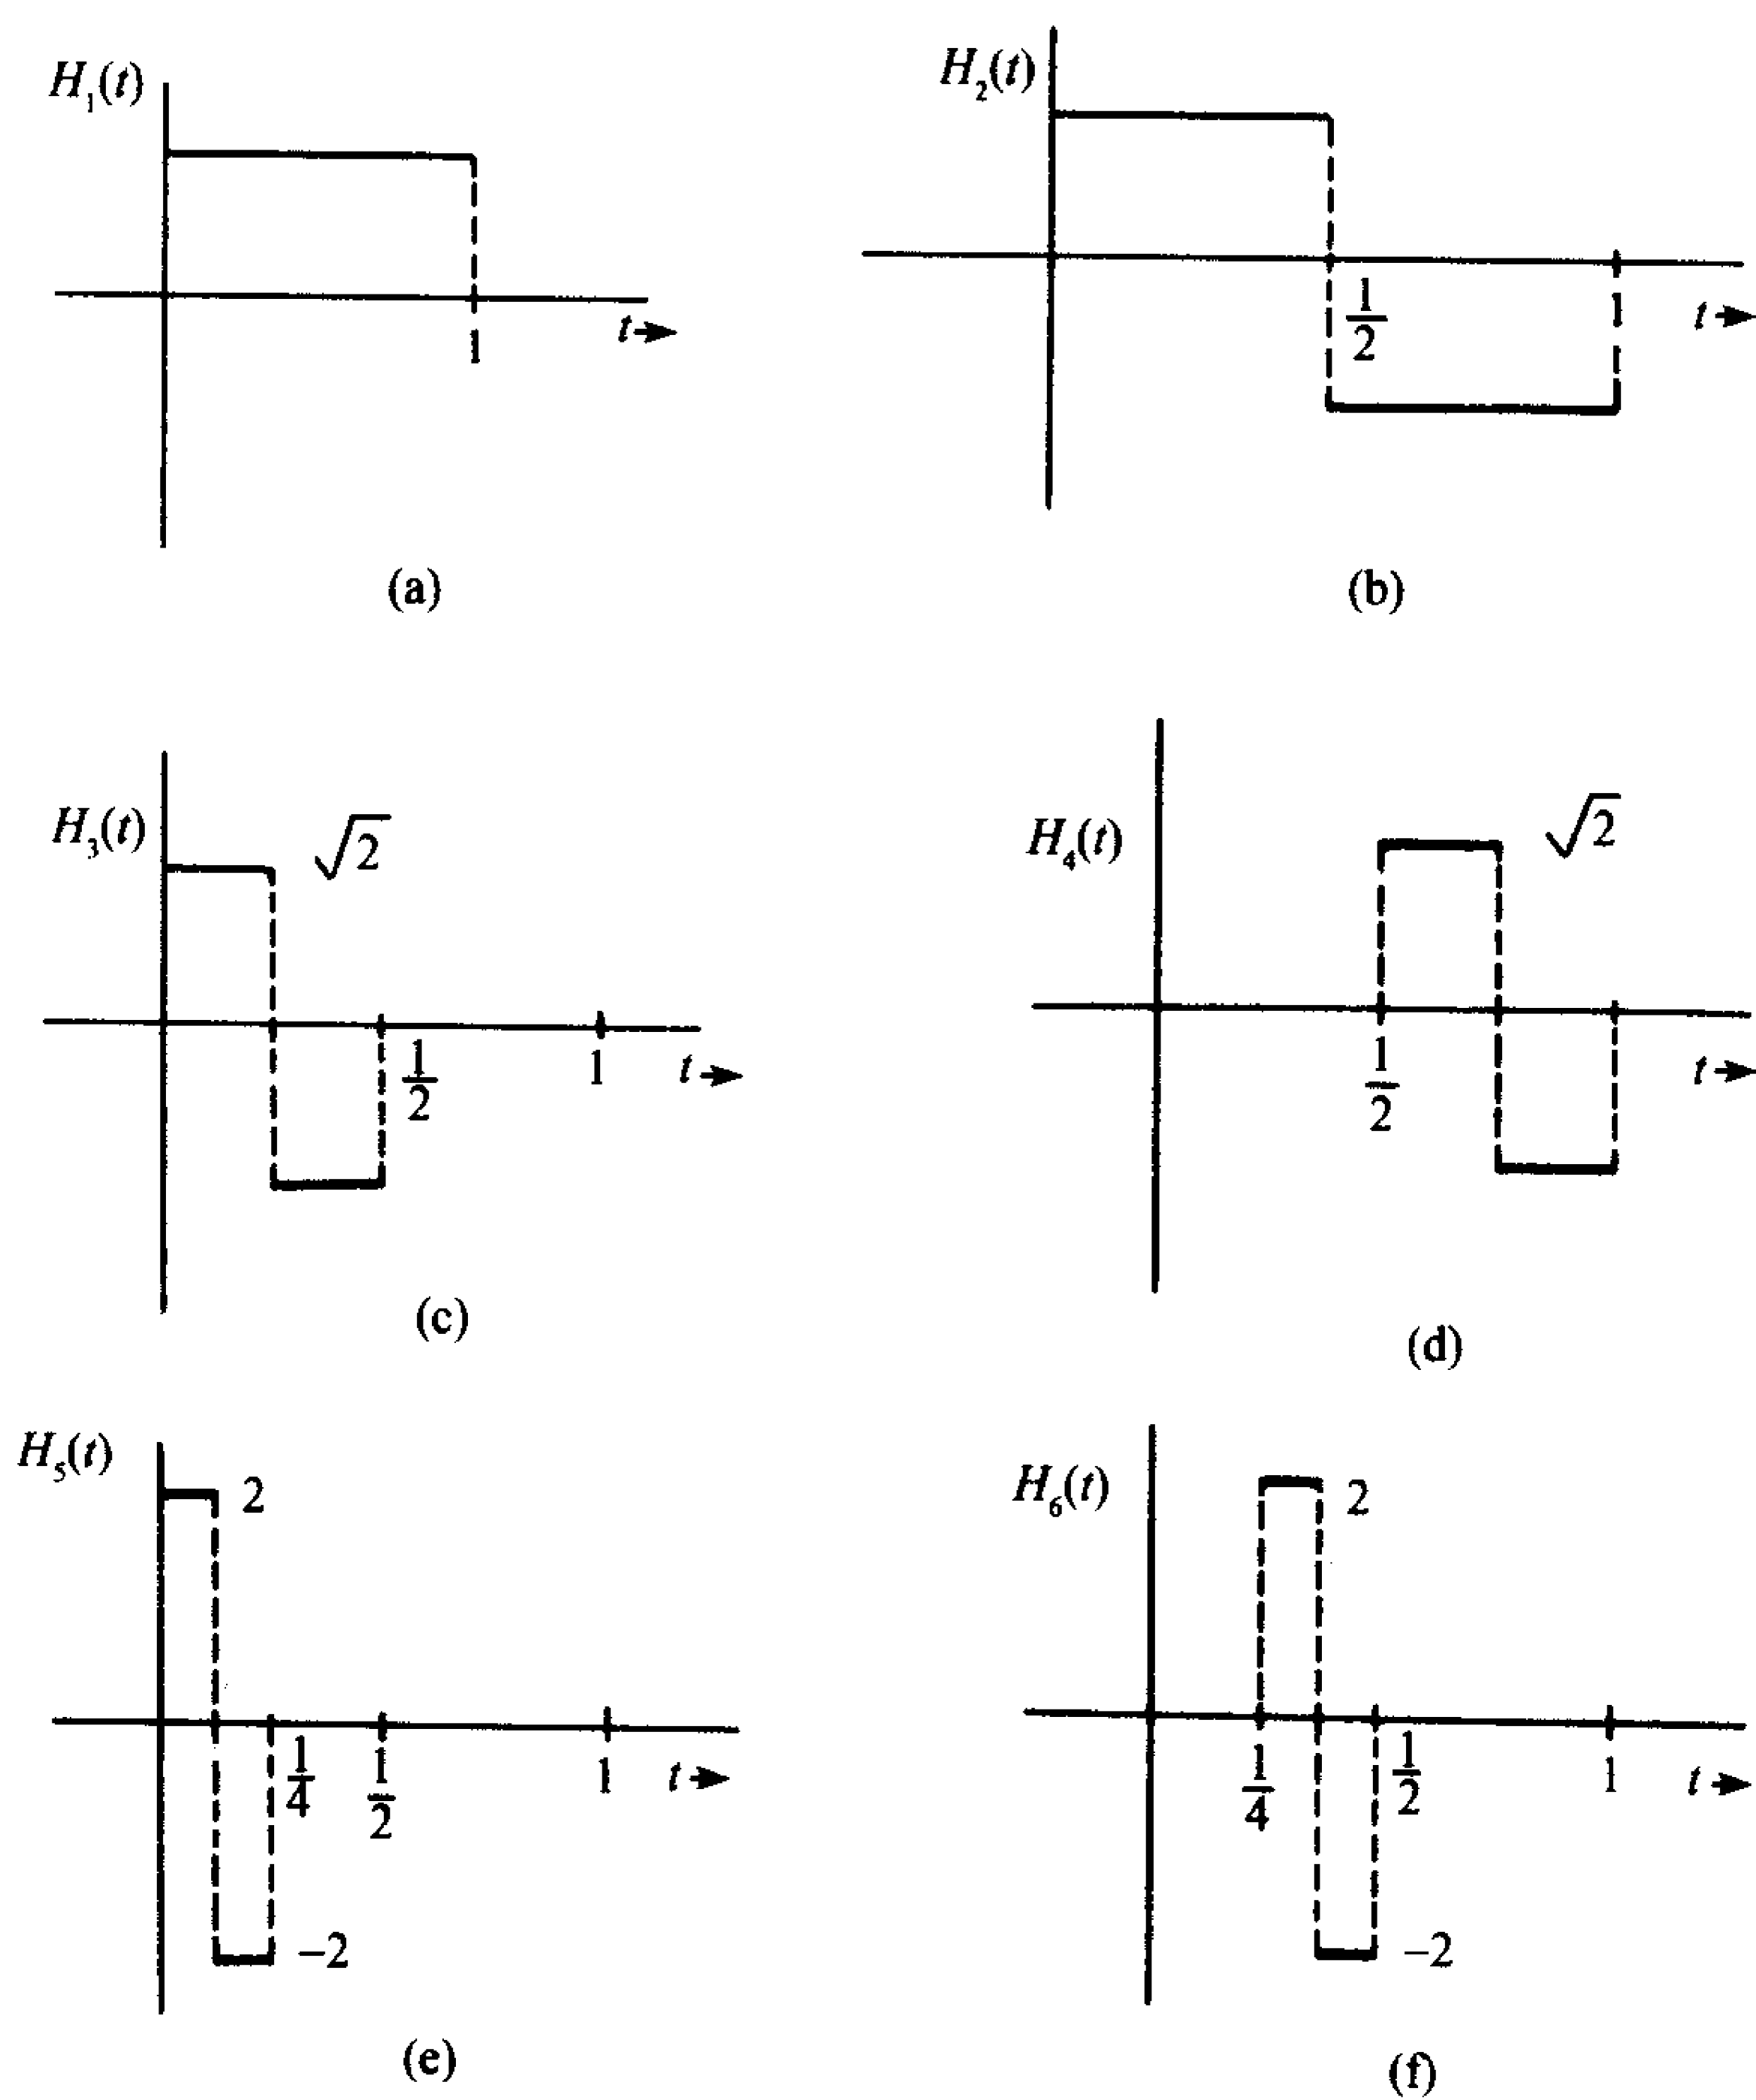 H₁(t)
1
t→
(a)
H₂(t)
1/2
1
t→
(b)
H₃(t)
√2
1/2
1
t→
(c)
H₄(t)
√2
1/2
t→
(d)
H₅(t)
2
1/4
1/2
1
t→
−2
(e)
H₆(t)
2
1/4
1/2
1
t→
−2
(f)